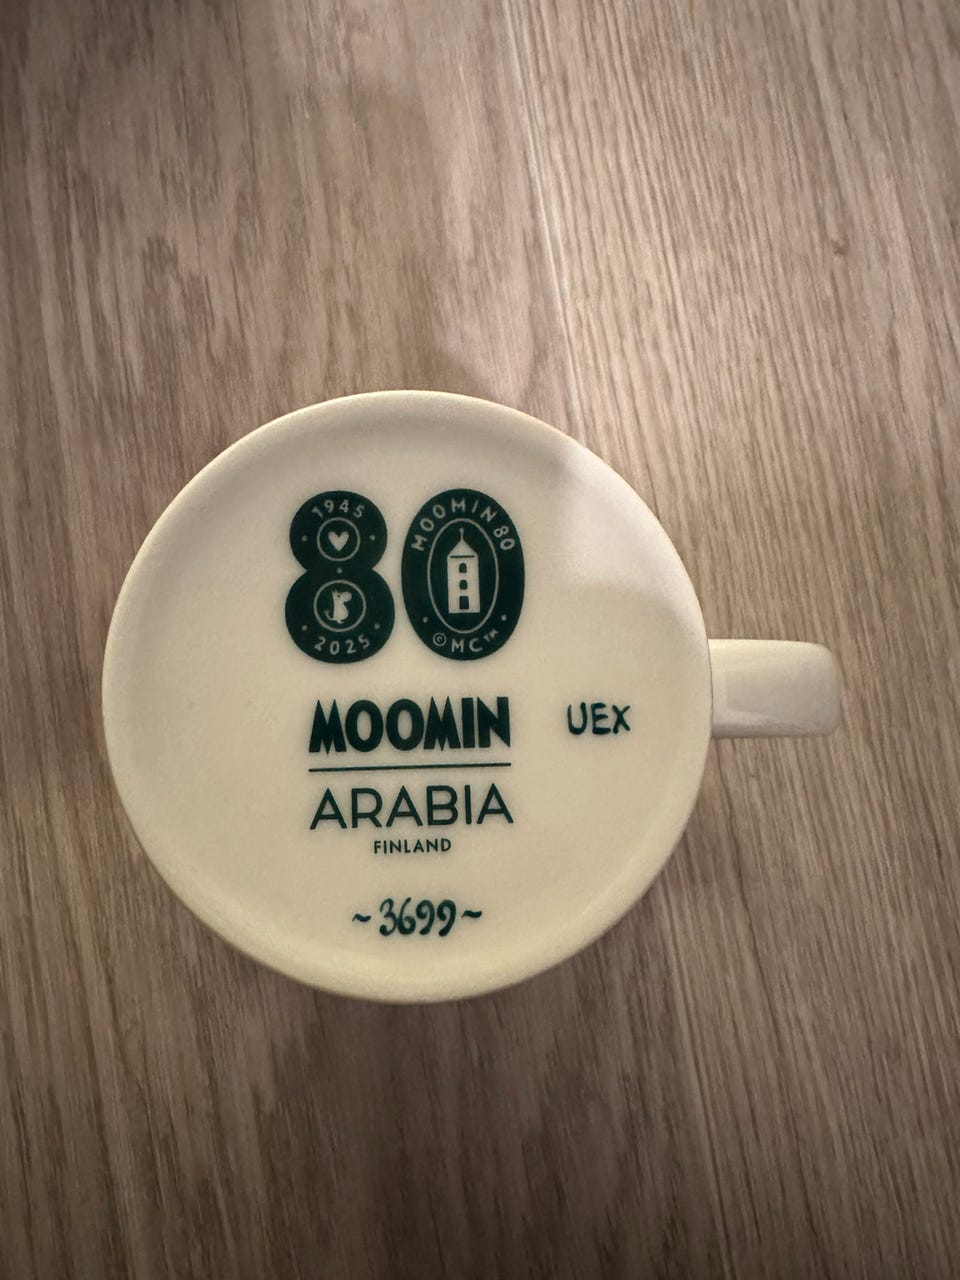 80
1945
2025
MOOMIN 80
©MC™
MOOMIN
ARABIA
FINLAND
UEX
~3699~